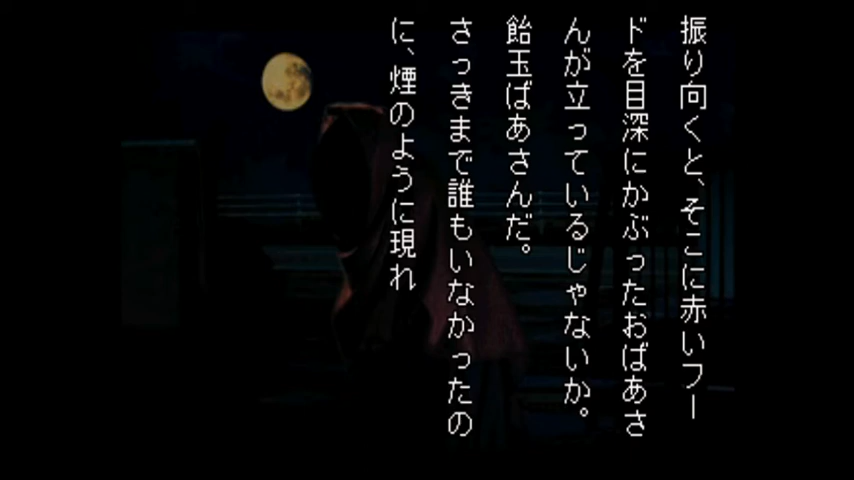 振り向くと、そこに赤いフー
ドを目深にかぶったおばあさ
んが立っているじゃないか。
飴玉ばあさんだ。
さっきまで誰もいなかったの
に、煙のように現れ